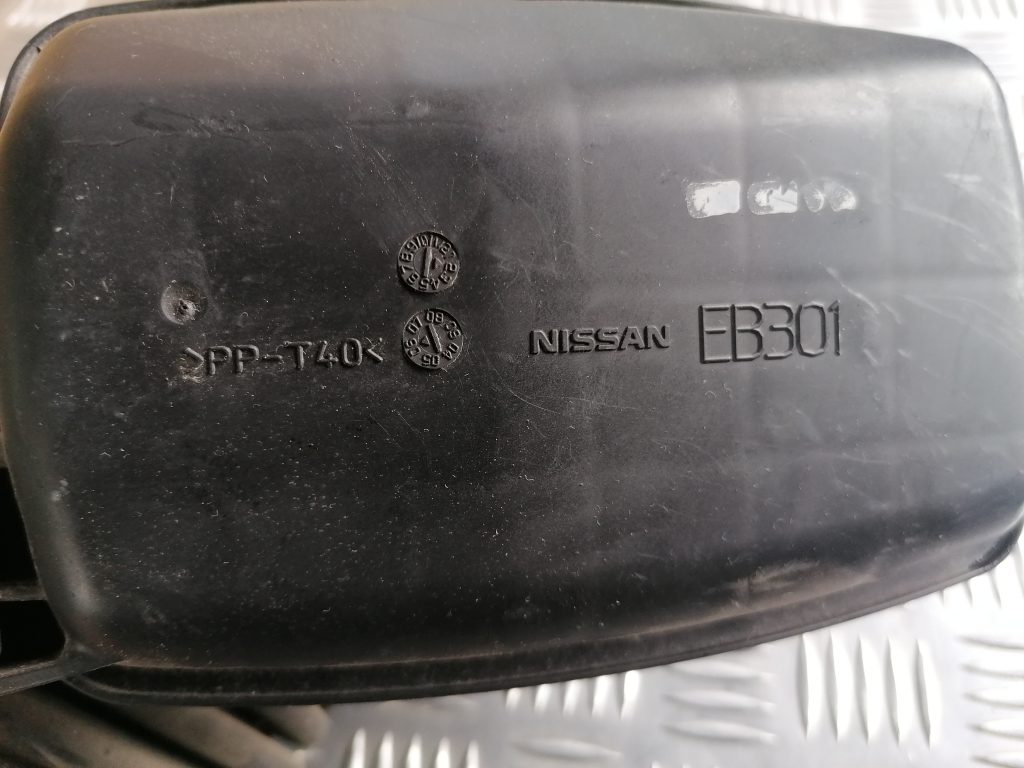 >PP-T40<
NISSAN EB301